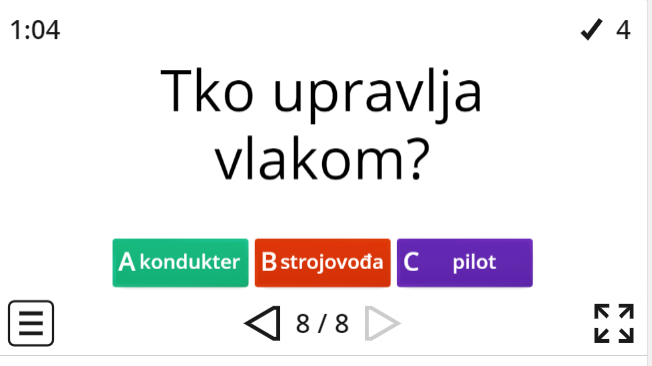 1:04
✔ 4
Tko upravlja
vlakom?
A kondukter
B strojovođa
C pilot
8 / 8